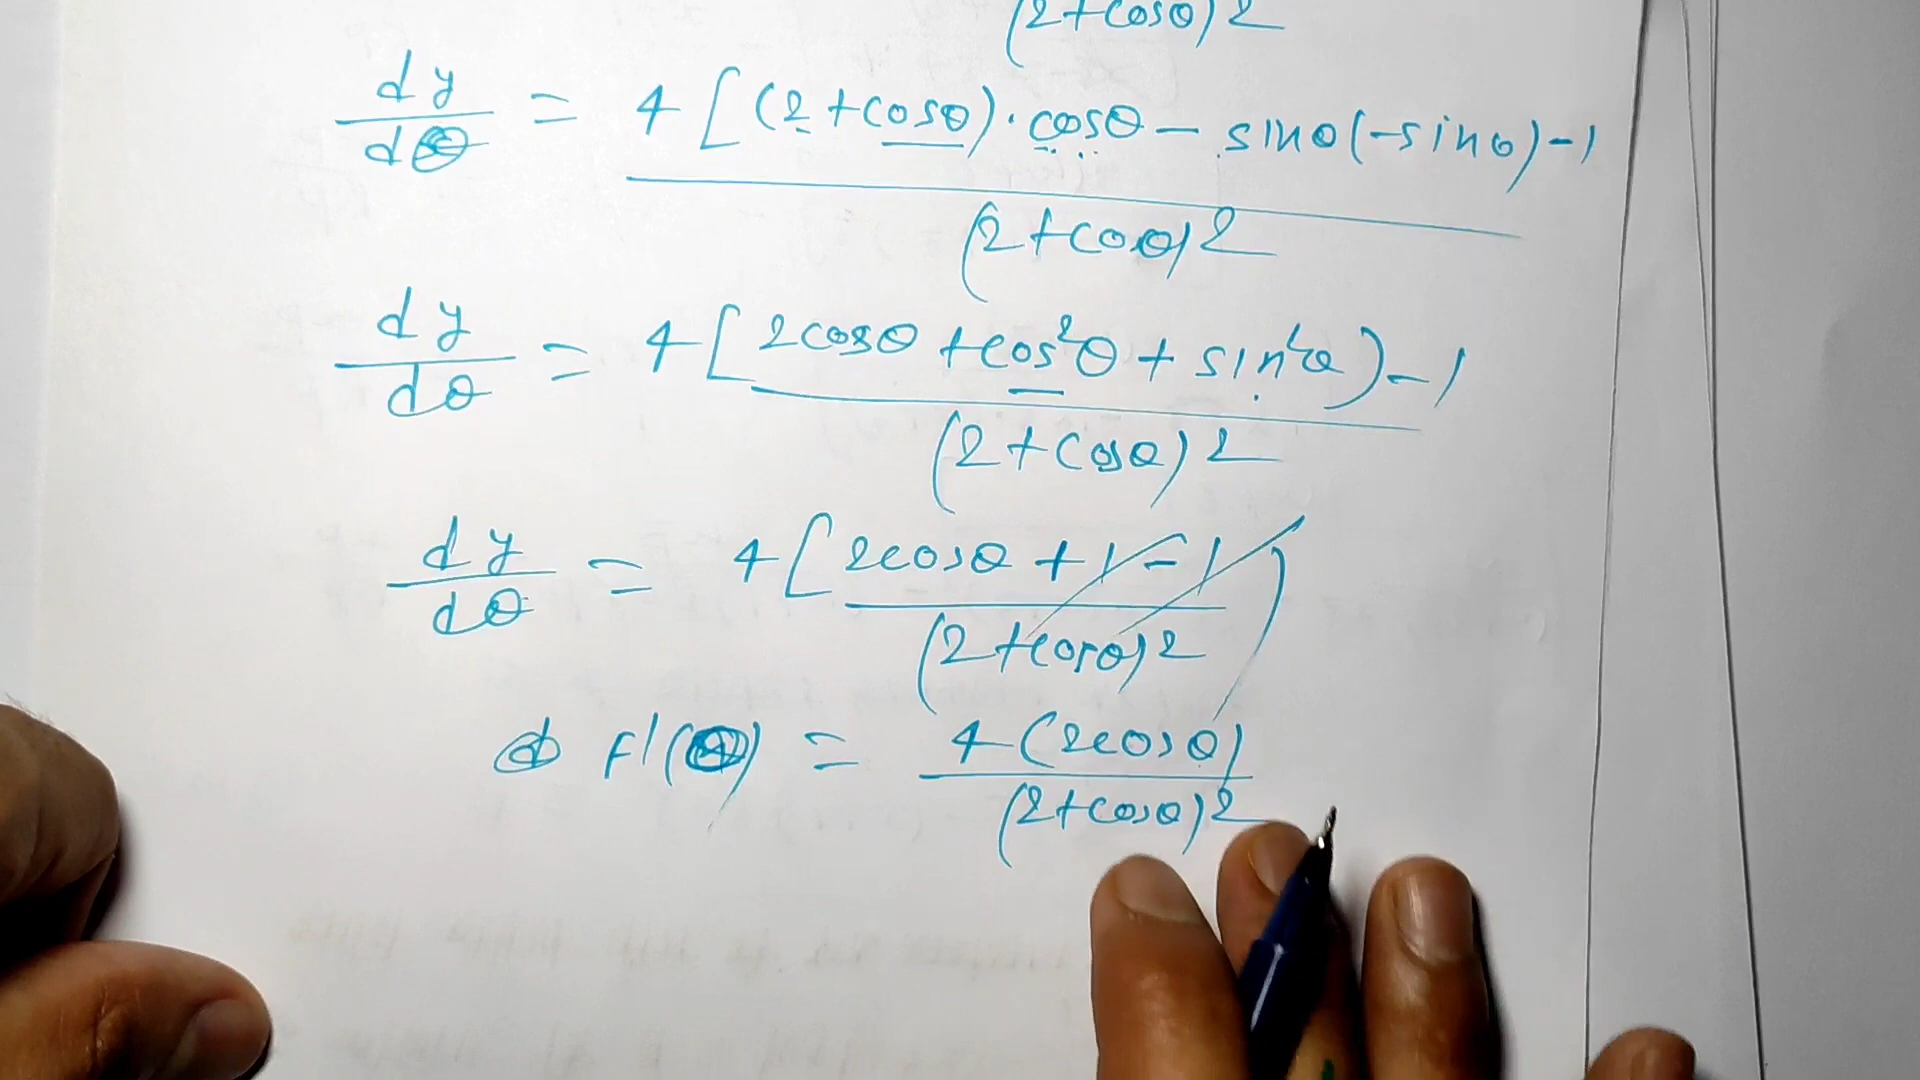 (2+cosθ)2
dy/dθ = 4[(2+cosθ)·cosθ - sinθ(-sinθ)-1 / (2+cosθ)2
dy/dθ = 4[2cosθ+cos²θ+sin²θ)-1 / (2+cosθ)2
dy/dθ = 4[2cosθ+1-1 / (2+cosθ)2)
f'(θ) = 4(2cosθ) / (2+cosθ)2